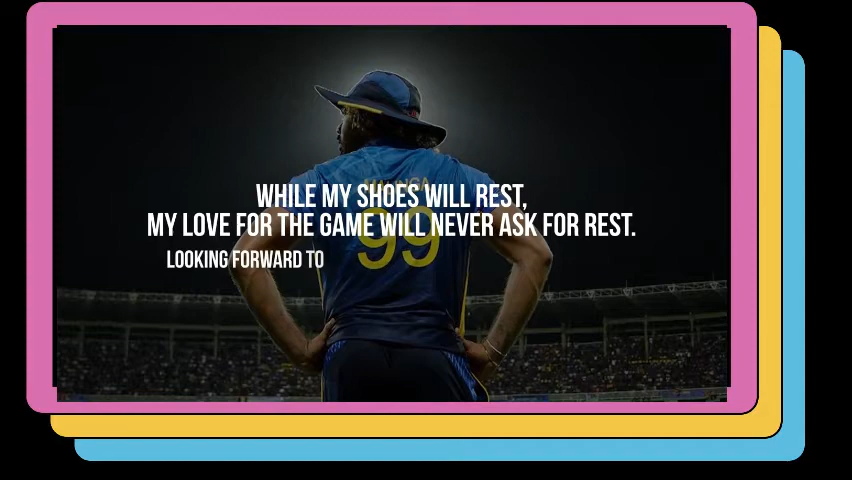 WHILE MY SHOES WILL REST,
MY LOVE FOR THE GAME WILL NEVER ASK FOR REST.
LOOKING FORWARD TO
99